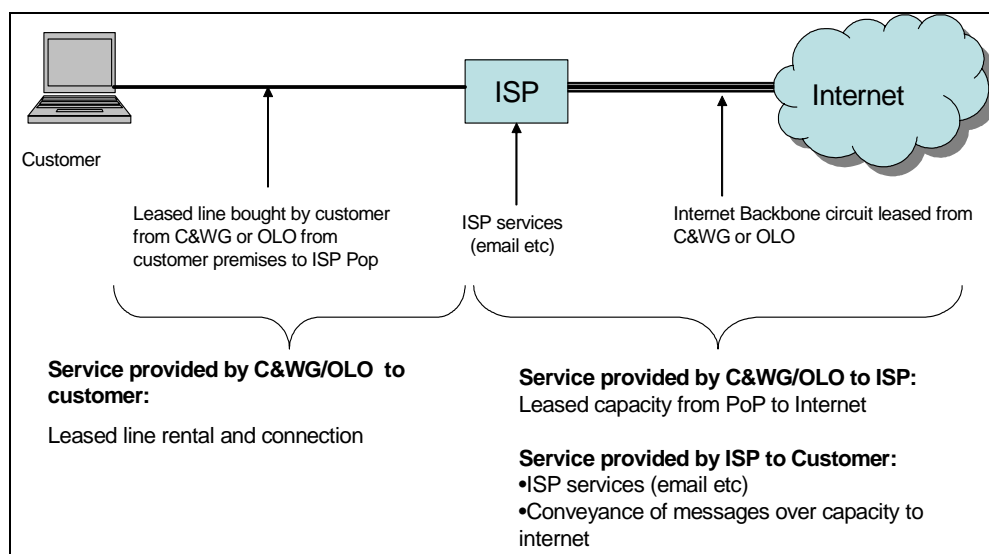 ISP
Internet
Customer
Leased line bought by customer
from C&WG or OLO from
customer premises to ISP Pop
ISP services
(email etc)
Internet Backbone circuit leased from
C&WG or OLO
Service provided by C&WG/OLO to
customer:
Leased line rental and connection
Service provided by C&WG/OLO to ISP:
Leased capacity from PoP to Internet
Service provided by ISP to Customer:
•ISP services (email etc)
•Conveyance of messages over capacity to
internet